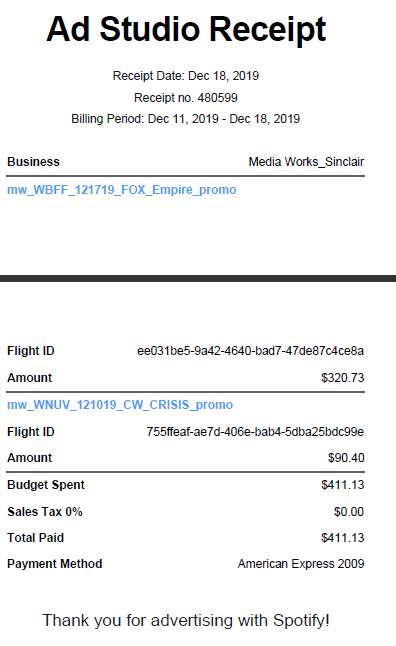 Ad Studio Receipt
Receipt Date: Dec 18, 2019
Receipt no. 480599
Billing Period: Dec 11, 2019 - Dec 18, 2019
Business Media Works_Sinclair
mw_WBFF_121719_FOX_Empire_promo
Flight ID ee031be5-9a42-4640-bad7-47de87c4ce8a
Amount $320.73
mw_WNUV_121019_CW_CRISIS_promo
Flight ID 755ffeaf-ae7d-406e-bab4-5dba25bdc99e
Amount $90.40
Budget Spent $411.13
Sales Tax 0% $0.00
Total Paid $411.13
Payment Method American Express 2009
Thank you for advertising with Spotify!